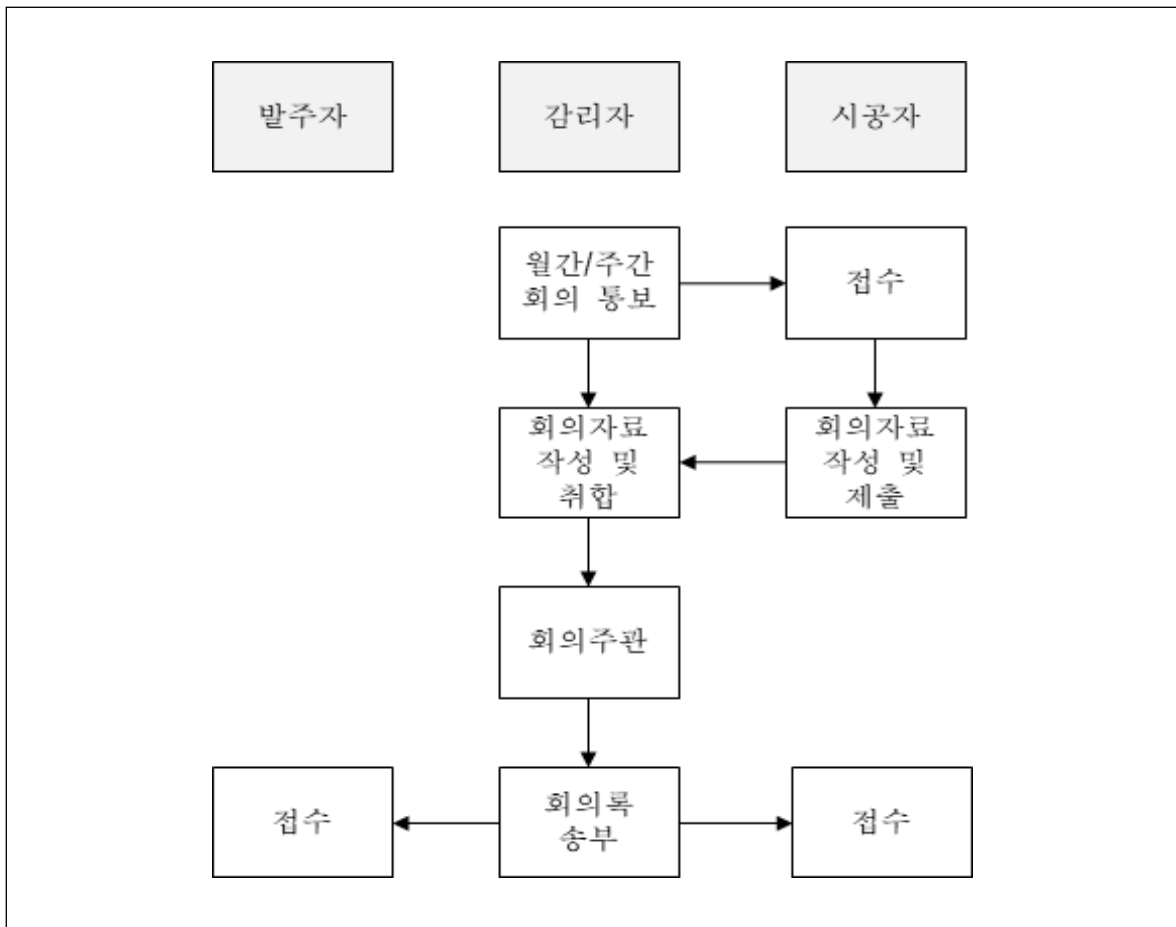 발주자
감리자
시공자
월간/주간
회의 통보
접수
회의자료
작성 및
취합
회의자료
작성 및
제출
회의주관
접수
회의록
송부
접수